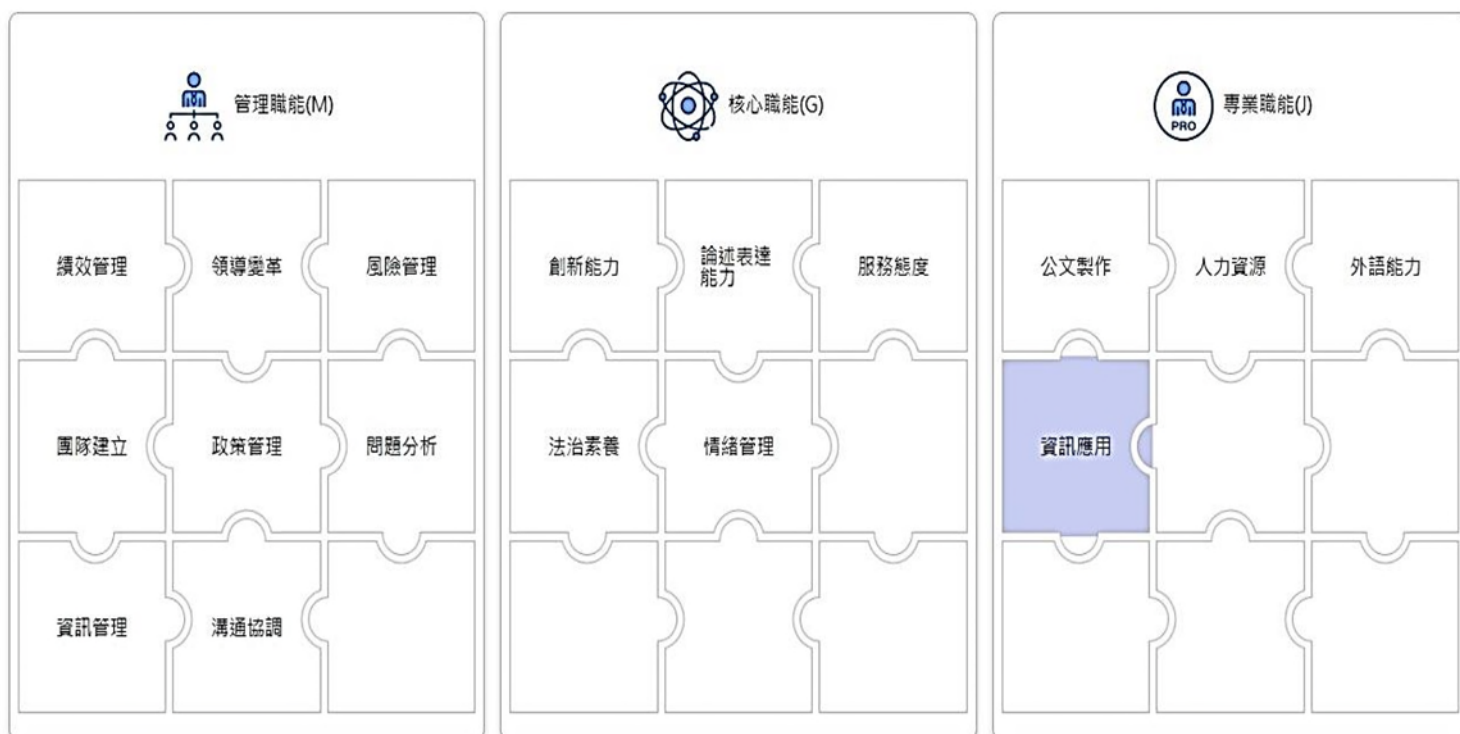 管理職能(M)
核心職能(G)
PRO
專業職能(J)
績效管理
領導變革
風險管理
團隊建立
政策管理
問題分析
資訊管理
溝通協調
創新能力
論述表達
能力
服務態度
法治素養
情緒管理
公文製作
人力資源
外語能力
資訊應用